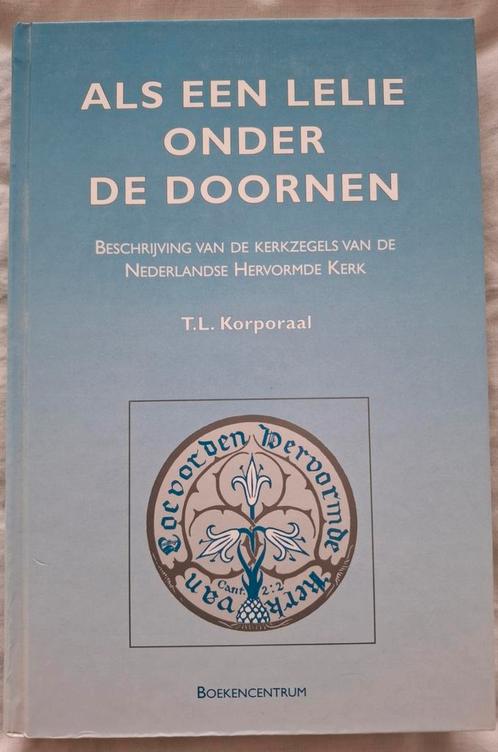 ALS EEN LELIE
ONDER
DE DOORNEN
BESCHRIJVING VAN DE KERKZEGELS VAN DE
NEDERLANDSE HERVORMDE KERK
T.L. Korporaal
Hervormde
kerk van
Coevorden
Cant. 2:2
BOEKENCENTRUM